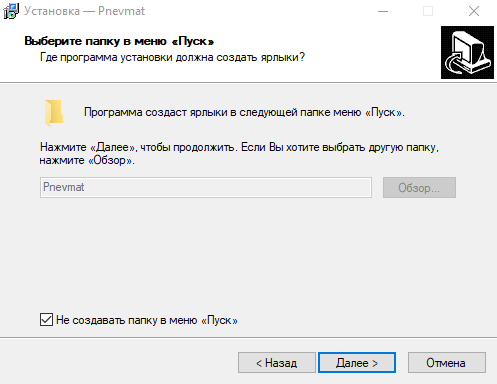 Установка — Pnevmat
Выберите папку в меню «Пуск»
Где программа установки должна создать ярлыки?
Программа создаст ярлыки в следующей папке меню «Пуск».
Нажмите «Далее», чтобы продолжить. Если Вы хотите выбрать другую папку,
нажмите «Обзор».
Pnevmat
Обзор...
Не создавать папку в меню «Пуск»
< Назад
Далее >
Отмена